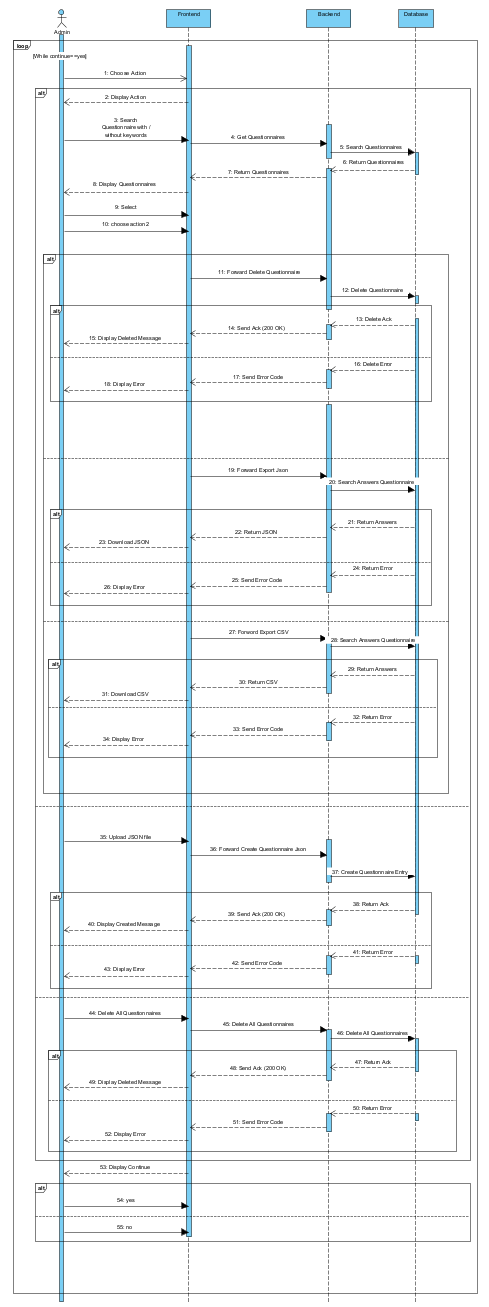 Frontend
Backend
Database
Admin
loop
[While continue==yes]
1: Choose Action
alt
2: Display Action
3: Search
Questionnaire with /
without keywords
4: Get Questionnaires
5: Search Questionnaires
6: Return Questionnaires
7: Return Questionnaires
8: Display Questionnaires
9: Select
10: choose action 2
alt
11: Forward Delete Questionnaire
12: Delete Questionnaire
alt
13: Delete Ack
14: Send Ack (200 OK)
15: Display Deleted Message
16: Delete Error
17: Send Error Code
18: Display Error
19: Forward Export Json
20: Search Answers Questionnaire
alt
21: Return Answers
22: Return JSON
23: Download JSON
24: Return Error
25: Send Error Code
26: Display Error
27: Forword Export CSV
28: Search Answers Questionnaire
alt
29: Return Answers
30: Return CSV
31: Download CSV
32: Return Error
33: Send Error Code
34: Display Error
35: Upload JSON file
36: Forward Create Questionnaire Json
37: Create Questionnaire Entry
alt
38: Return Ack
39: Send Ack (200 OK)
40: Display Created Message
41: Return Error
42: Send Error Code
43: Display Error
44: Delete All Questionnaires
45: Delete All Questionnaires
46: Delete All Questionnaires
alt
47: Return Ack
48: Send Ack (200 OK)
49: Display Deleted Message
50: Return Error
51: Send Error Code
52: Display Error
53: Display Continue
alt
54: yes
55: no